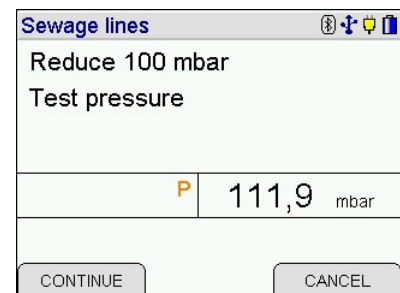 Sewage lines
Reduce 100 mbar
Test pressure
P 111,9 mbar
CONTINUE CANCEL